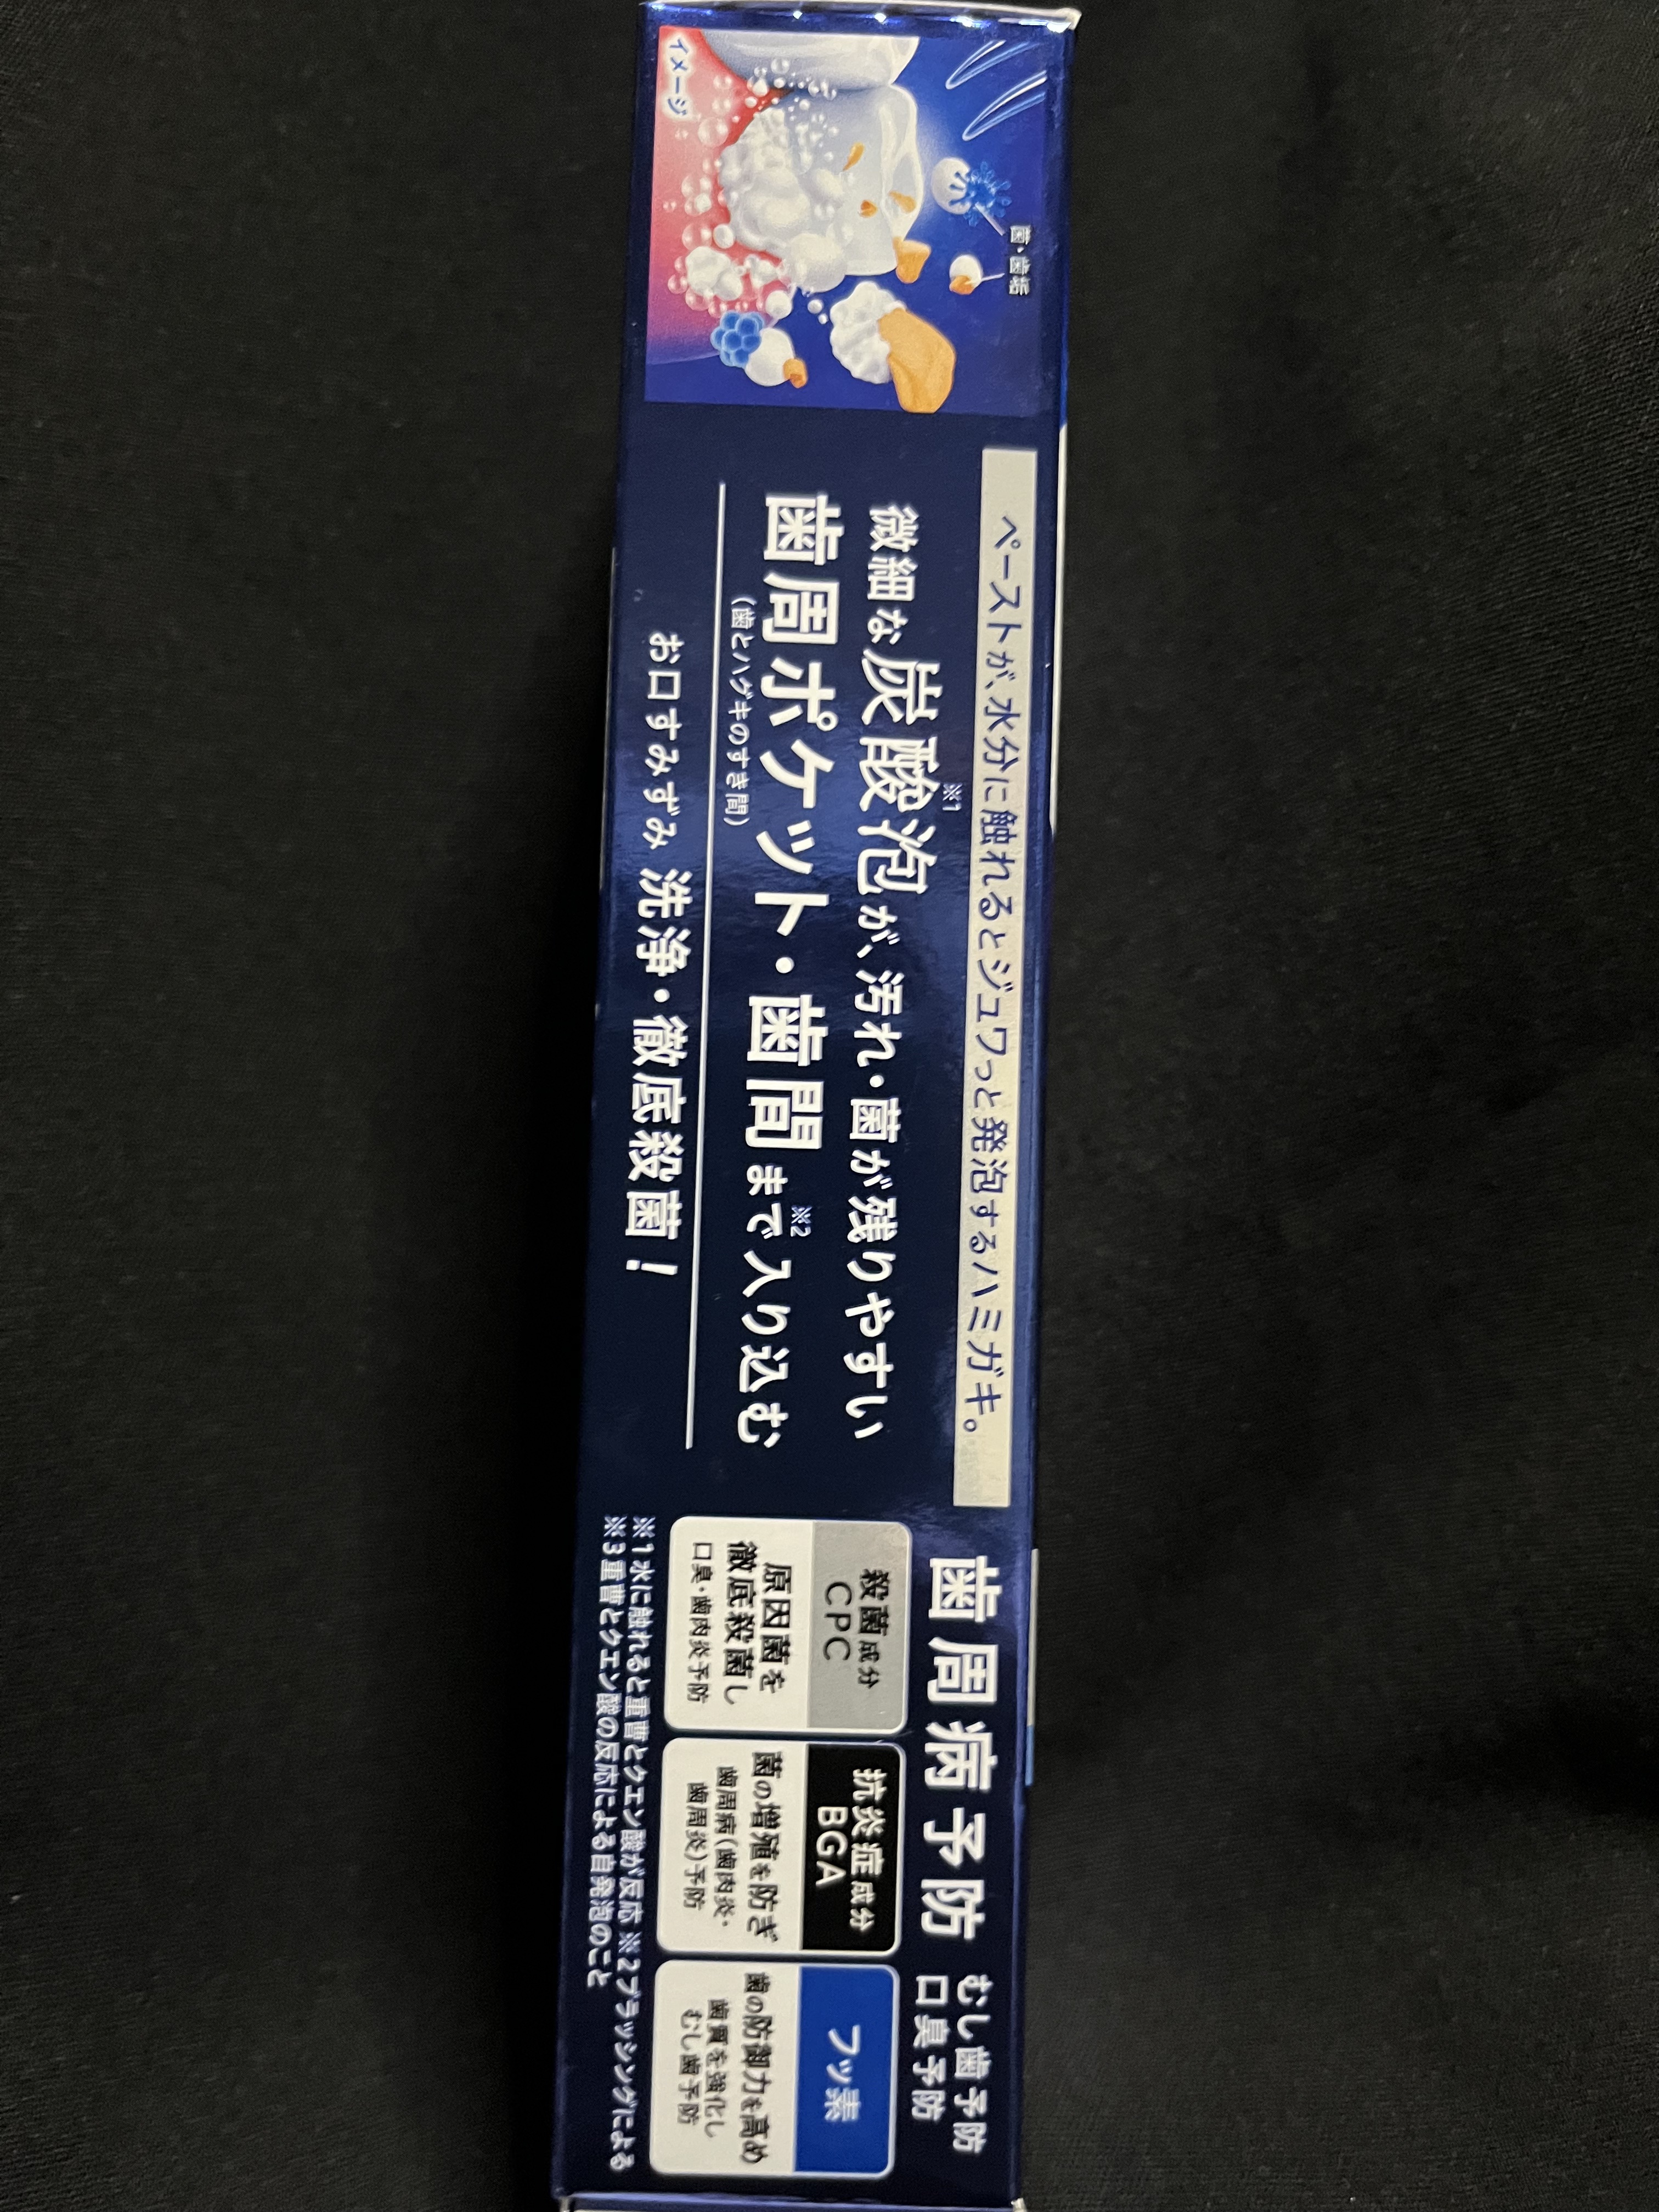 菌・歯垢
イメージ
ペーストが、水分に触れるとジュワっと発泡するハミガキ。
微細な炭酸泡※1が、汚れ・菌が残りやすい
歯周ポケット・歯間まで※2入り込む
(歯とハグキのすき間)
お口すみずみ 洗浄・徹底殺菌!
歯周病予防
むし歯予防
口臭予防
殺菌成分
CPC
原因菌を
徹底殺菌し
口臭・歯肉炎予防
抗炎症成分
BGA
菌の増殖を防ぎ
歯周病(歯肉炎・
歯周炎)予防
フッ素
歯の防御力を高め
歯質を強化し
むし歯予防
※1 水に触れると重曹とクエン酸が反応 ※2 ブラッシングによる
※3 重曹とクエン酸の反応による自発泡のこと